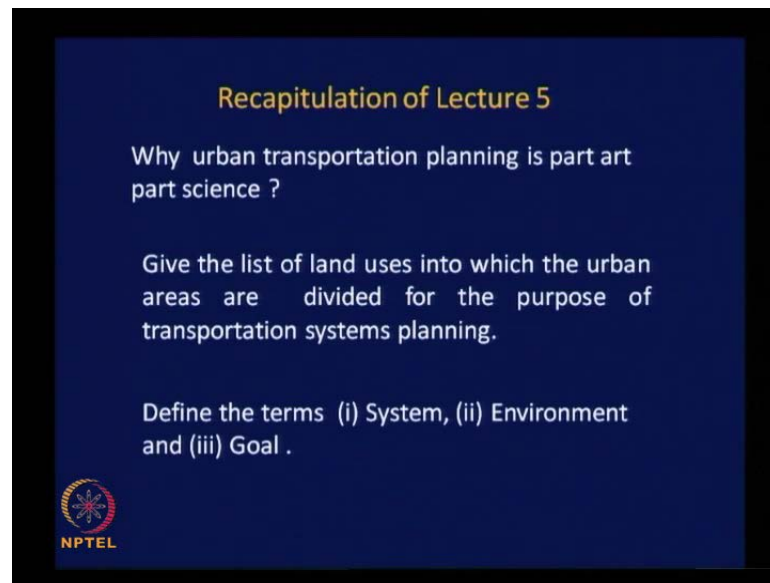 Recapitulation of Lecture 5
Why urban transportation planning is part art
part science ?
Give the list of land uses into which the urban
areas are divided for the purpose of
transportation systems planning.
Define the terms (i) System, (ii) Environment
and (iii) Goal .
NPTEL